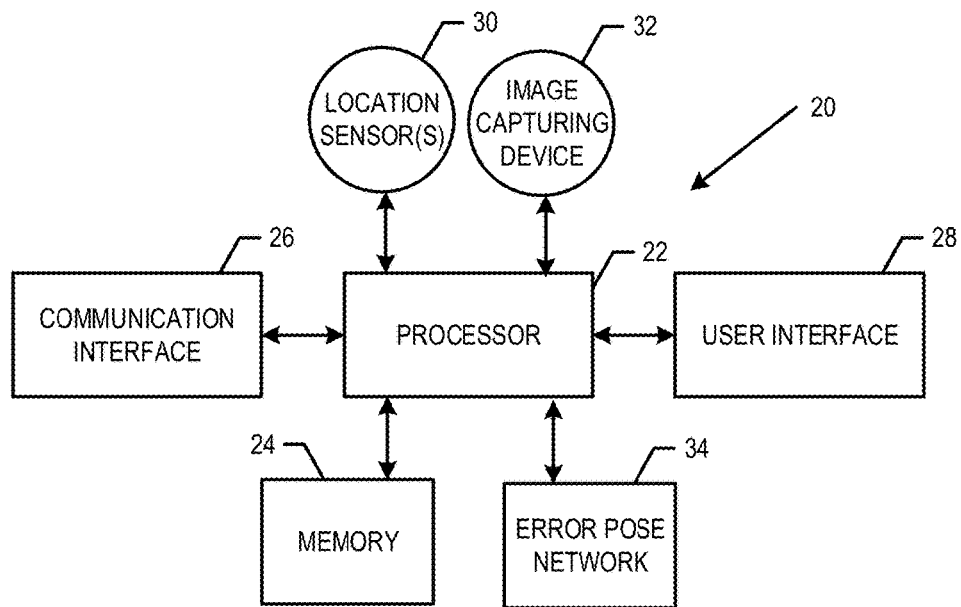 30
32
LOCATION
SENSOR(S)
IMAGE
CAPTURING
DEVICE
20
26
22
28
COMMUNICATION
INTERFACE
PROCESSOR
USER INTERFACE
24
34
MEMORY
ERROR POSE
NETWORK